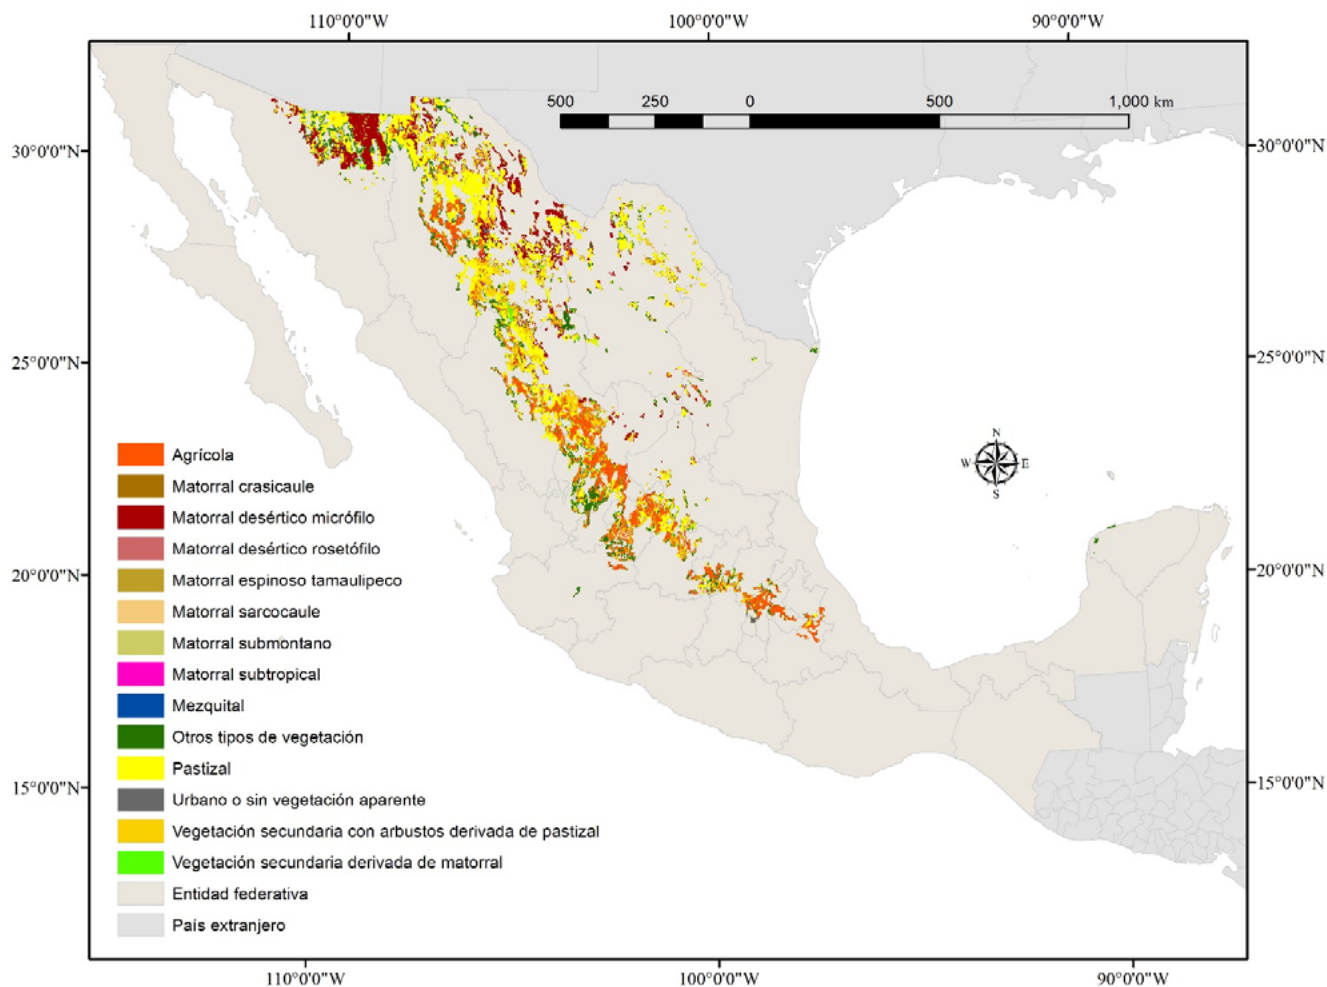 110°0'0"W 100°0'0"W 90°0'0"W
500 250 0 500 1,000 km
30°0'0"N 30°0'0"N
25°0'0"N 25°0'0"N
N
W E
S
Agrícola
Matorral crasicaule
Matorral desértico micrófilo
Matorral desértico rosetófilo
Matorral espinoso tamaulipeco
20°0'0"N 20°0'0"N
Matorral sarcocaule
Matorral submontano
Matorral subtropical
Mezquital
Otros tipos de vegetación
Pastizal
15°0'0"N 15°0'0"N
Urbano o sin vegetación aparente
Vegetación secundaria con arbustos derivada de pastizal
Vegetación secundaria derivada de matorral
Entidad federativa
País extranjero
110°0'0"W 100°0'0"W 90°0'0"W